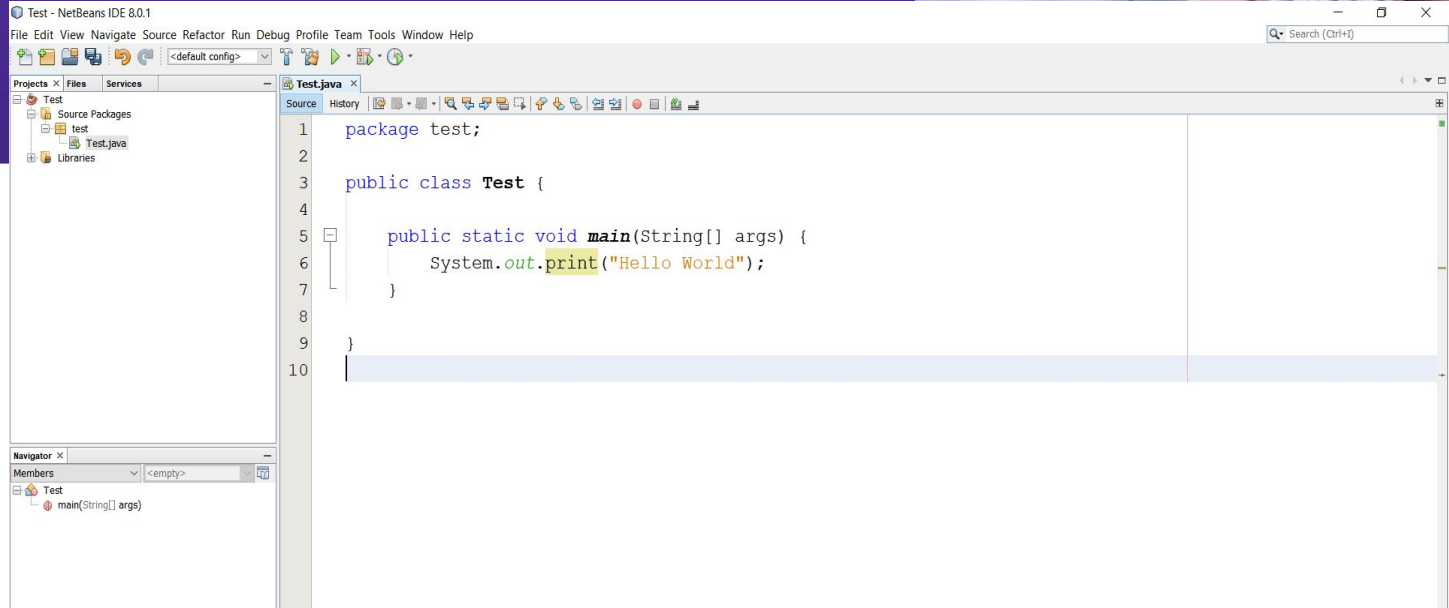 Test - NetBeans IDE 8.0.1
File Edit View Navigate Source Refactor Run Debug Profile Team Tools Window Help
Search (Ctrl+I)
<default config>
Projects Files Services
Test
Source Packages
test
Test.java
Libraries
Test.java
Source History
1 package test;
2
3 public class Test {
4
5 public static void main(String[] args) {
6 System.out.print("Hello World");
7 }
8
9 }
10
Navigator
Members <empty>
Test
main(String[] args)